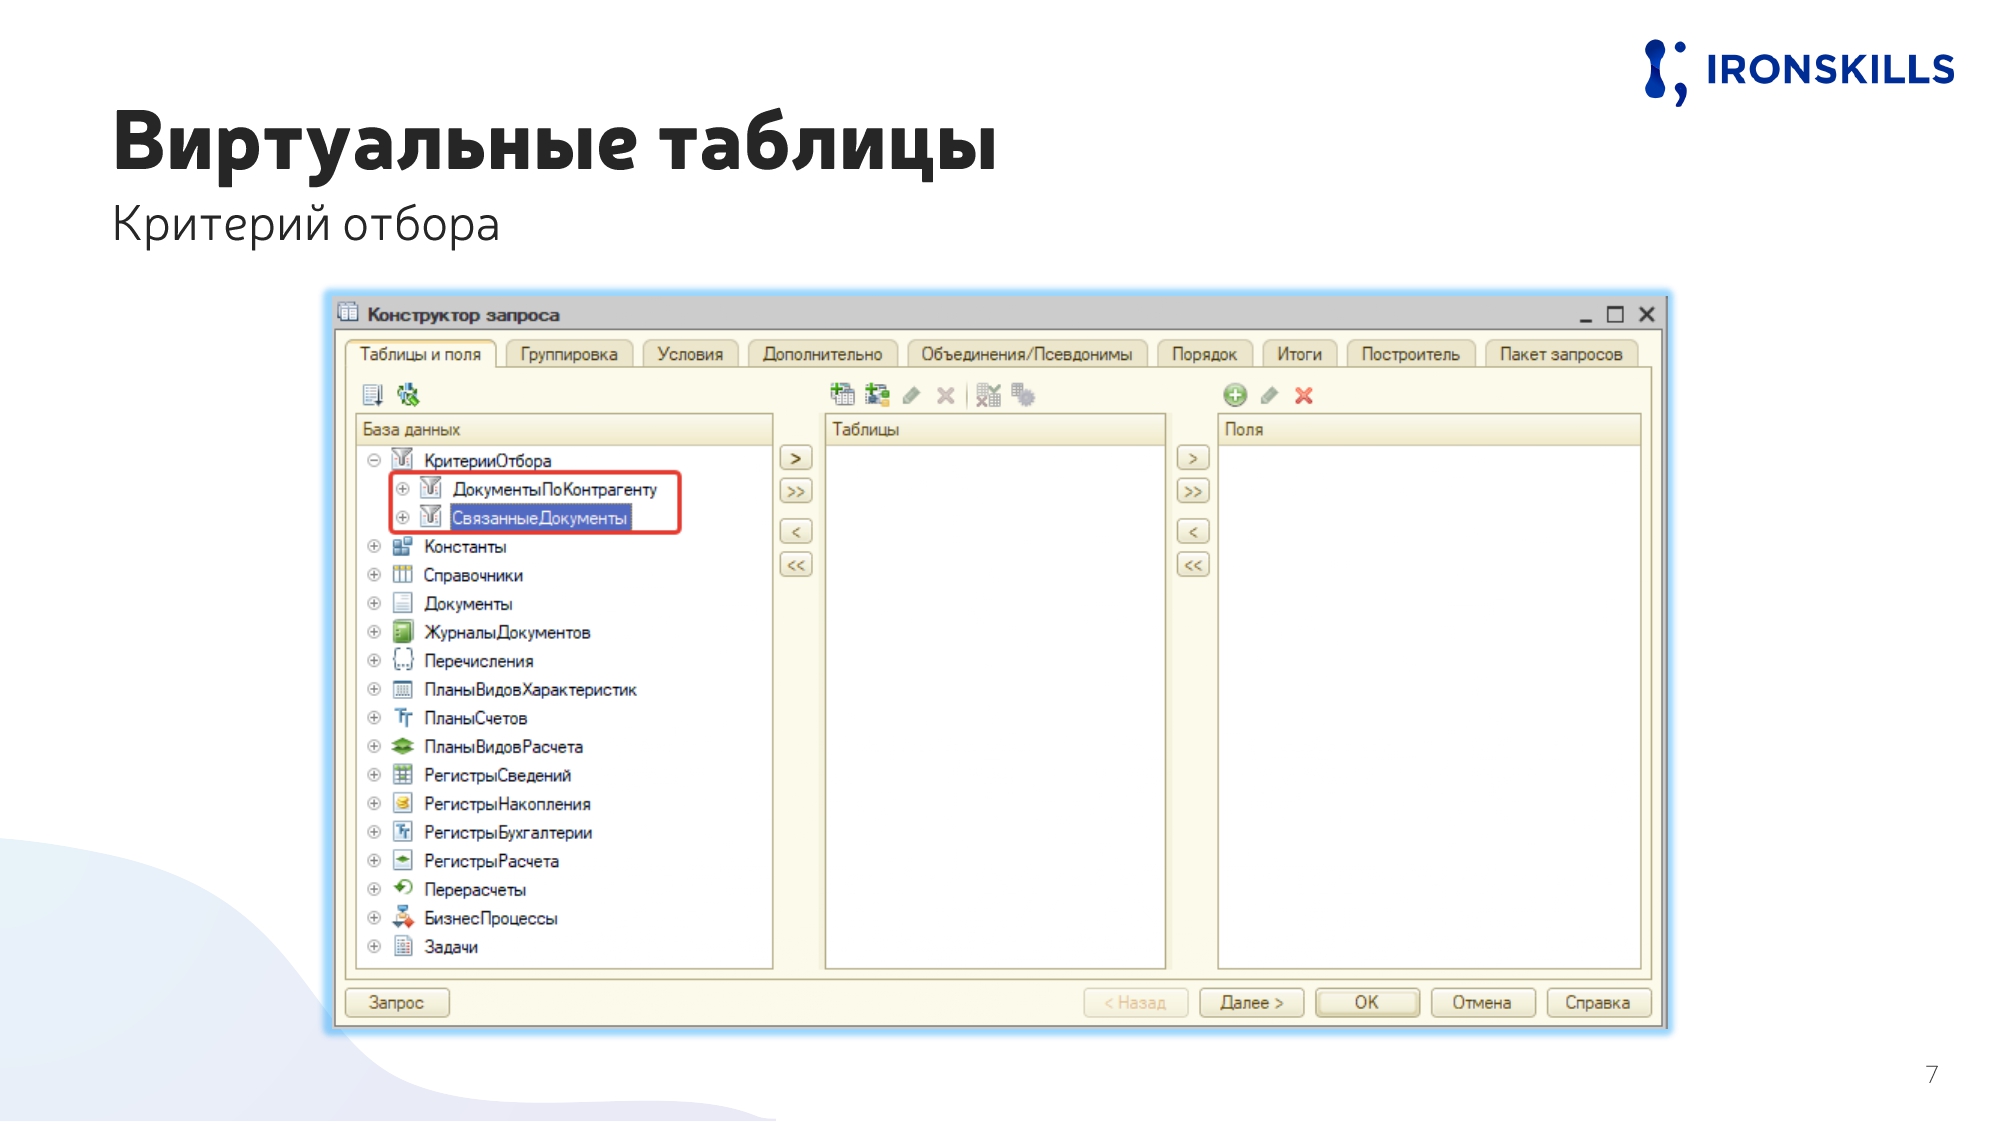 IRONSKILLS
Виртуальные таблицы
Критерий отбора
Конструктор запроса
Таблицы и поля
Группировка
Условия
Дополнительно
Объединения/Псевдонимы
Порядок
Итоги
Построитель
Пакет запросов
База данных
Таблицы
Поля
КритерииОтбора
ДокументыПоКонтрагенту
СвязанныеДокументы
Константы
Справочники
Документы
ЖурналыДокументов
Перечисления
ПланыВидовХарактеристик
ПланыСчетов
ПланыВидовРасчета
РегистрыСведений
РегистрыНакопления
РегистрыБухгалтерии
РегистрыРасчета
Перерасчеты
БизнесПроцессы
Задачи
>
>>
<
<<
>
>>
<
<<
Запрос
< Назад
Далее >
ОК
Отмена
Справка
7